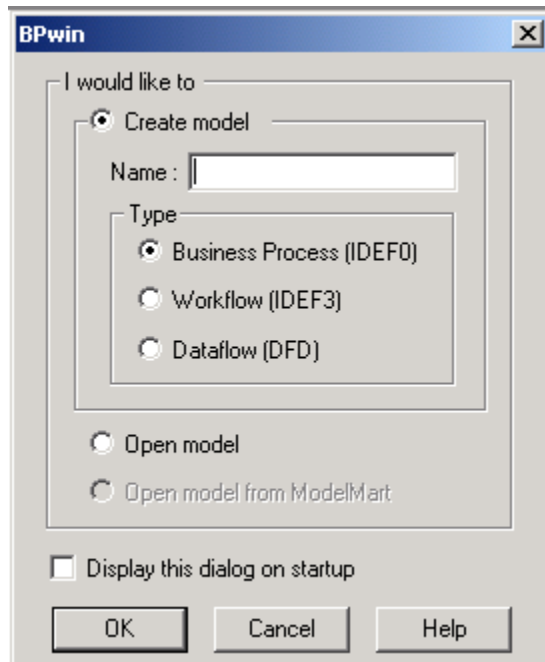 BPwin
I would like to
Create model
Name :
Type
Business Process (IDEF0)
Workflow (IDEF3)
Dataflow (DFD)
Open model
Open model from ModelMart
Display this dialog on startup
OK Cancel Help